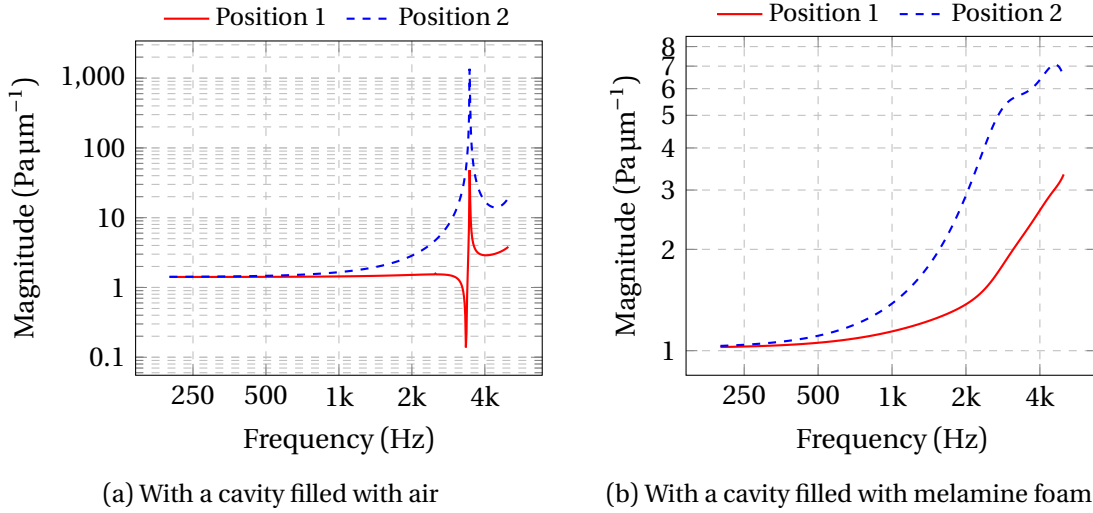 Position 1 Position 2
Magnitude (Pa µm⁻¹)
1,000
100
10
1
0.1
250 500 1k 2k 4k
Frequency (Hz)
(a) With a cavity filled with air
Position 1 Position 2
Magnitude (Pa µm⁻¹)
8
7
6
5
4
3
2
1
250 500 1k 2k 4k
Frequency (Hz)
(b) With a cavity filled with melamine foam